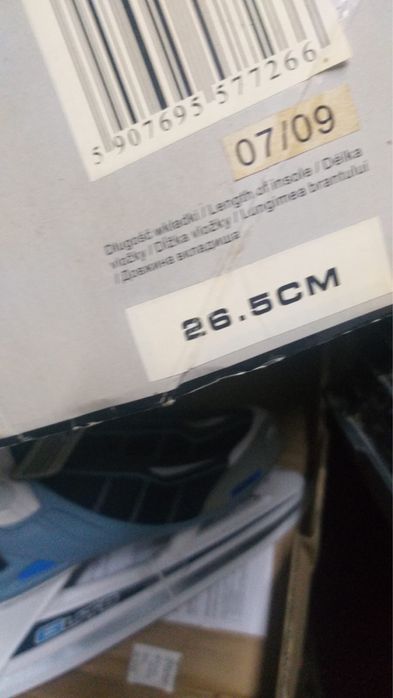 5 907695 577266
07/09
Długość wkładki / Length of insole / Délka
vložky / Dĺžka vložky / Lungimea brantului
/ Довжина вкладиша
26.5CM